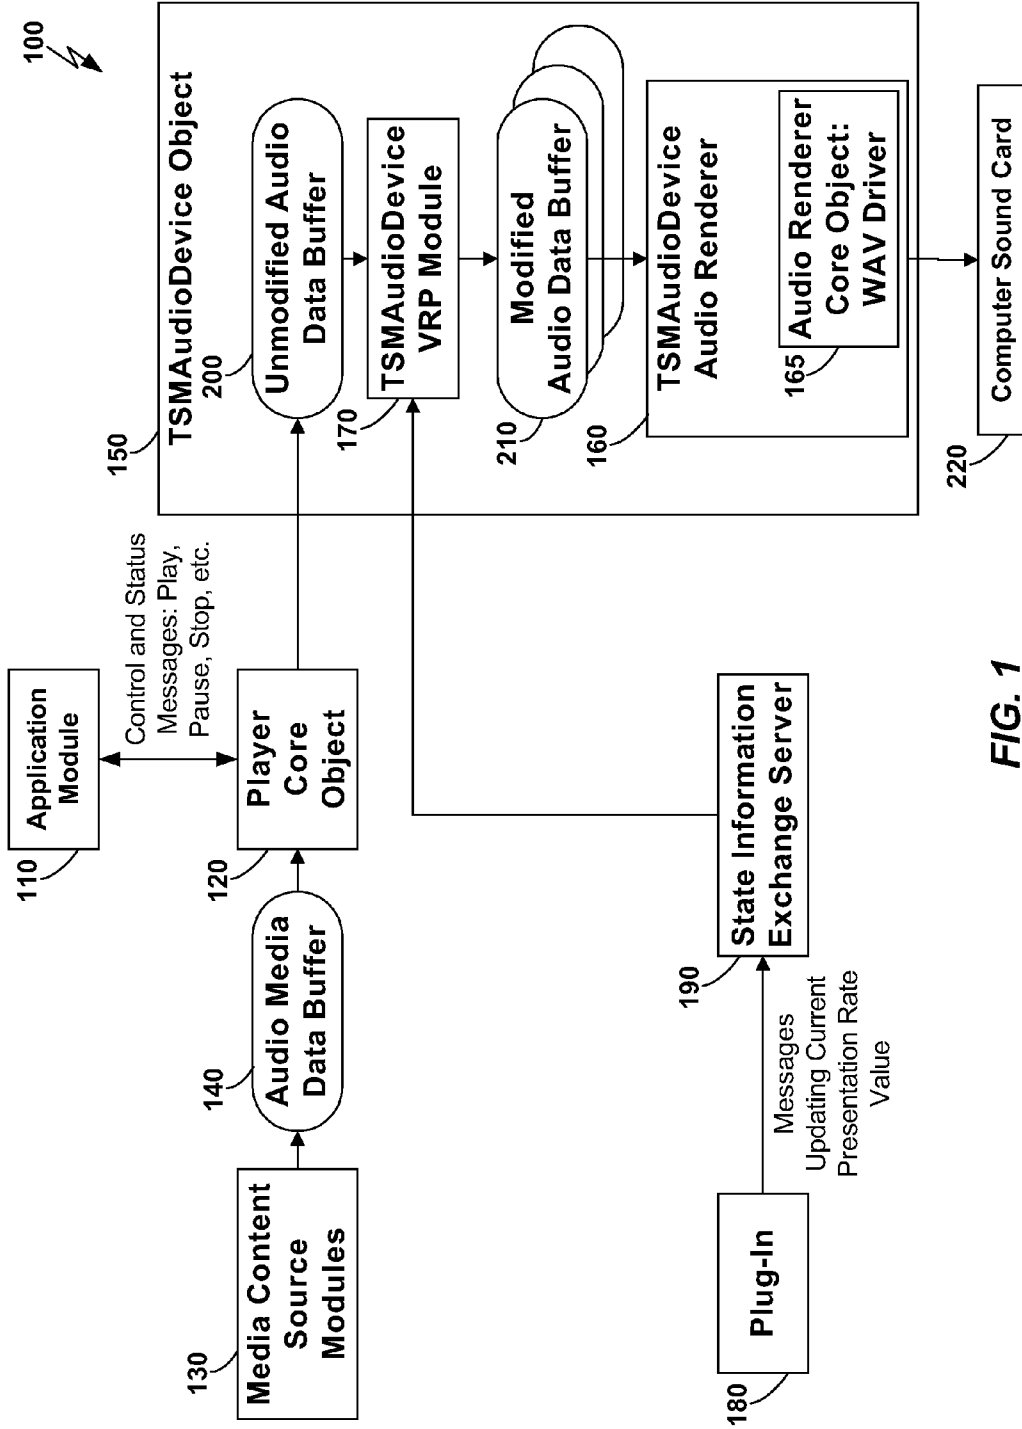 100
150
TSMAudioDevice Object
200
Unmodified Audio
Data Buffer
170
TSMAudioDevice
VRP Module
210
Modified
Audio Data Buffer
160
TSMAudioDevice
Audio Renderer
165
Audio Renderer
Core Object:
WAV Driver
220
Computer Sound Card
110
Application
Module
Control and Status
Messages: Play,
Pause, Stop, etc.
120
Player
Core
Object
140
Audio Media
Data Buffer
130
Media Content
Source
Modules
190
State Information
Exchange Server
Messages
Updating Current
Presentation Rate
Value
180
Plug-In
FIG. 1